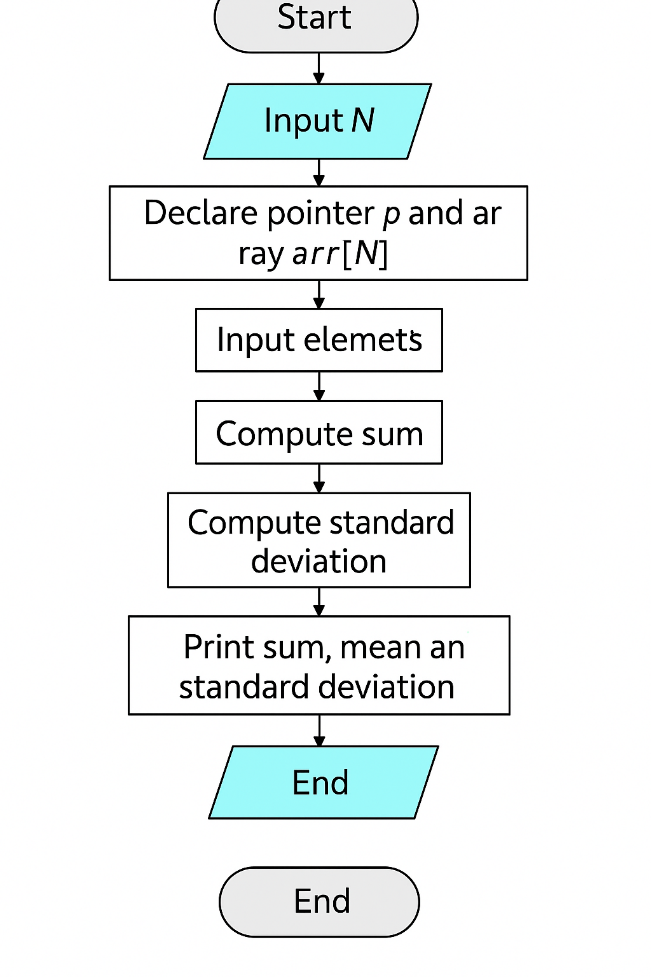 Start
Input N
Declare pointer p and ar
ray arr[N]
Input elemets
Compute sum
Compute standard
deviation
Print sum, mean an
standard deviation
End
End